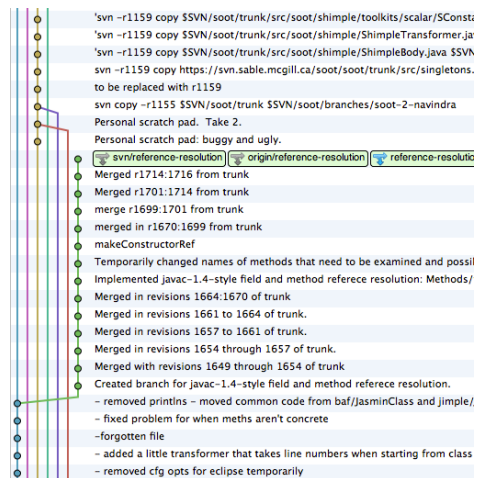 'svn -r1159 copy $SVN/soot/trunk/src/soot/shimple/toolkits/scalar/SConsta
'svn -r1159 copy $SVN/soot/trunk/src/soot/shimple/ShimpleTransformer.jav
'svn -r1159 copy $SVN/soot/trunk/src/soot/shimple/ShimpleBody.java $SVN
svn -r1159 copy https://svn.sable.mcgill.ca/soot/soot/trunk/src/singletons.
to be replaced with r1159
svn copy -r1155 $SVN/soot/trunk $SVN/soot/branches/soot-2-navindra
Personal scratch pad.  Take 2.
Personal scratch pad: buggy and ugly.
svn/reference-resolution origin/reference-resolution reference-resolutio
Merged r1714:1716 from trunk
Merged r1701:1714 from trunk
merge r1699:1701 from trunk
merged in r1670:1699 from trunk
makeConstructorRef
Temporarily changed names of methods that need to be examined and possil
Implemented javac-1.4-style field and method referece resolution: Methods/
Merged in revisions 1664:1670 of trunk
Merged in revisions 1661 to 1664 of trunk.
Merged in revisions 1657 to 1661 of trunk.
Merged in revisions 1654 through 1657 of trunk.
Merged with revisions 1649 through 1654 of trunk
Created branch for javac-1.4-style field and method referece resolution.
- removed printlns - moved common code from baf/JasminClass and jimple/
- fixed problem for when meths aren't concrete
-forgotten file
- added a little transformer that takes line numbers when starting from class
- removed cfg opts for eclipse temporarily